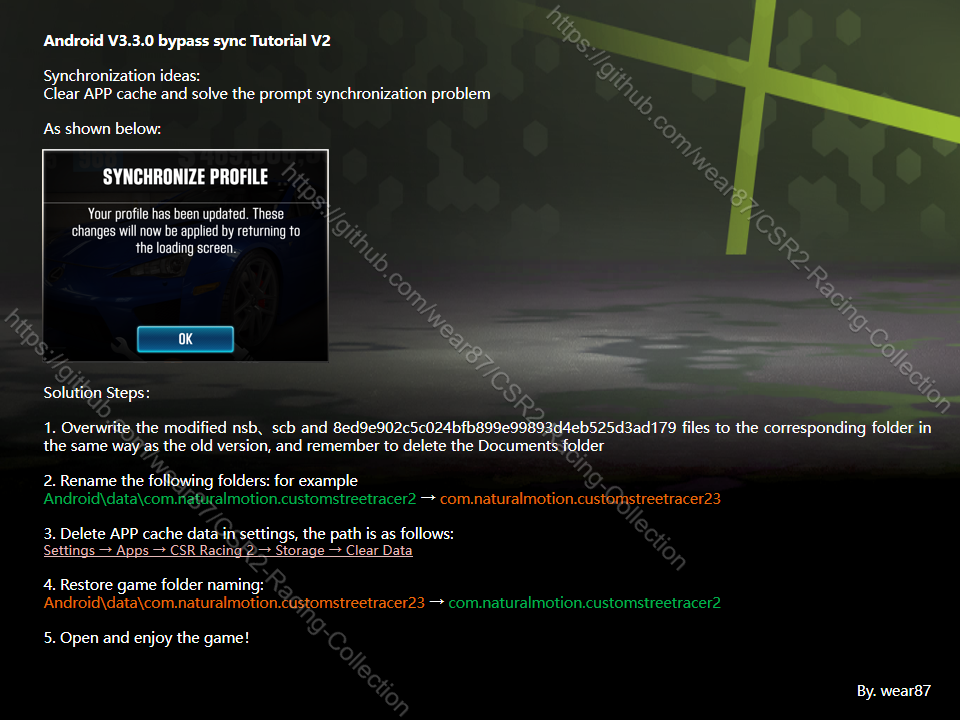 Android V3.3.0 bypass sync Tutorial V2
Synchronization ideas:
Clear APP cache and solve the prompt synchronization problem
As shown below:
SYNCHRONIZE PROFILE
Your profile has been updated. These
changes will now be applied by returning to
the loading screen.
OK
Solution Steps：
1. Overwrite the modified nsb、scb and 8ed9e902c5c024bfb899e99893d4eb525d3ad179 files to the corresponding folder in
the same way as the old version, and remember to delete the Documents folder
2. Rename the following folders: for example
Android\data\com.naturalmotion.customstreetracer2 → com.naturalmotion.customstreetracer23
3. Delete APP cache data in settings, the path is as follows:
Settings → Apps → CSR Racing 2 → Storage → Clear Data
4. Restore game folder naming:
Android\data\com.naturalmotion.customstreetracer23 → com.naturalmotion.customstreetracer2
5. Open and enjoy the game!
By. wear87
https://github.com/wear87/CSR2-Racing-Collection
https://github.com/wear87/CSR2-Racing-Collection
https://github.com/wear87/CSR2-Racing-Collection